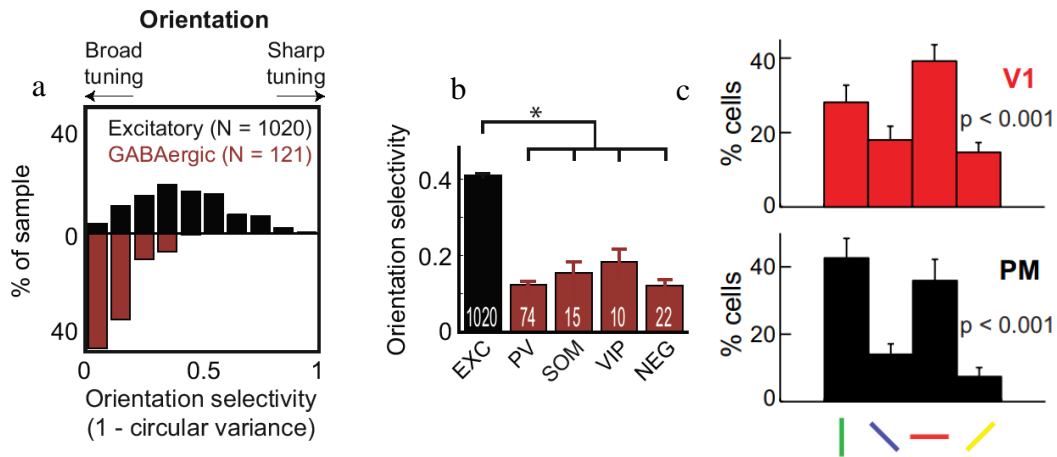 Orientation
Broad tuning
Sharp tuning
a
Excitatory (N = 1020)
GABAergic (N = 121)
% of sample
40
0
40
0
0.5
1
Orientation selectivity
(1 - circular variance)
b
*
Orientation selectivity
0.4
0.2
0
1020
74
15
10
22
EXC
PV
SOM
VIP
NEG
c
% cells
40
20
0
V1
p < 0.001
% cells
40
20
0
PM
p < 0.001